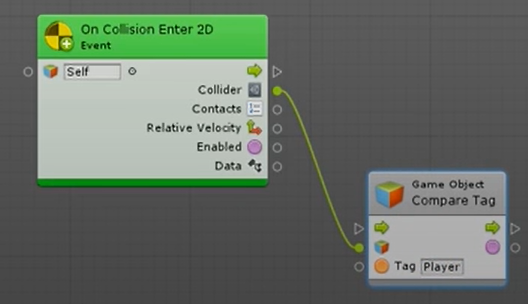 On Collision Enter 2D
Event
Self
Collider
Contacts
Relative Velocity
Enabled
Data
Game Object
Compare Tag
Tag Player